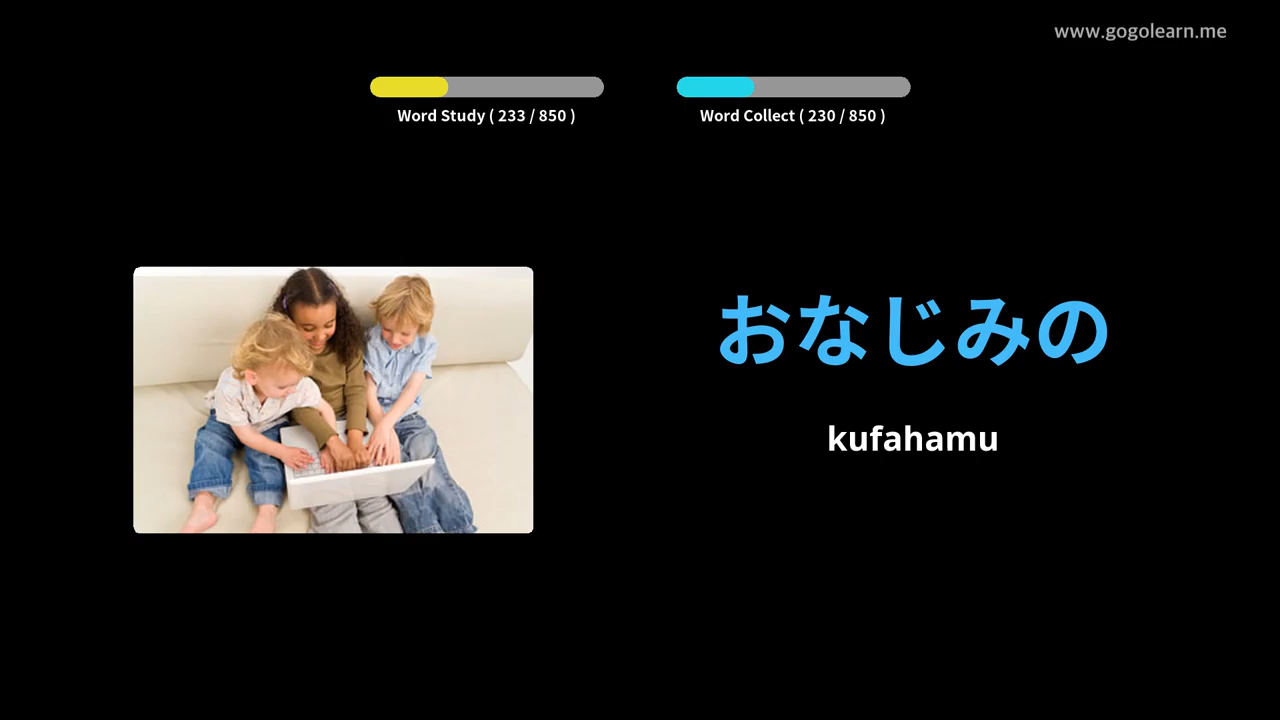 www.gogolearn.me
Word Study ( 233 / 850 )
Word Collect ( 230 / 850 )
おなじみの
kufahamu